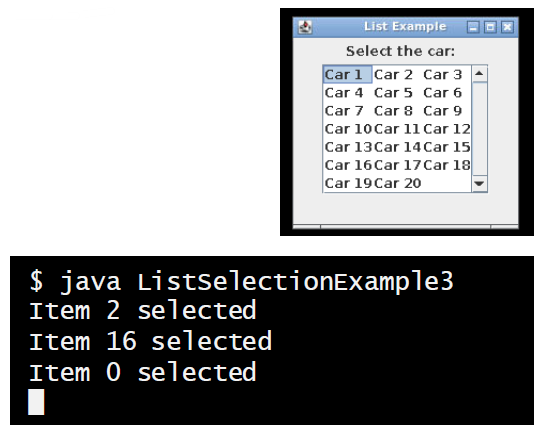 List Example
Select the car:
Car 1 Car 2 Car 3
Car 4 Car 5 Car 6
Car 7 Car 8 Car 9
Car 10 Car 11 Car 12
Car 13 Car 14 Car 15
Car 16 Car 17 Car 18
Car 19 Car 20
$ java ListSelectionExample3
Item 2 selected
Item 16 selected
Item 0 selected